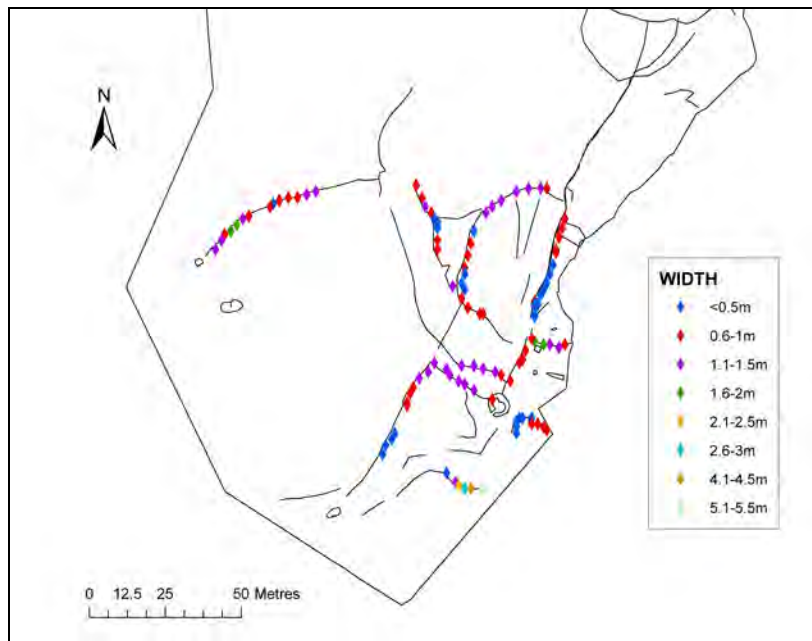 N
WIDTH
<0.5m
0.6-1m
1.1-1.5m
1.6-2m
2.1-2.5m
2.6-3m
4.1-4.5m
5.1-5.5m
0 12.5 25 50 Metres